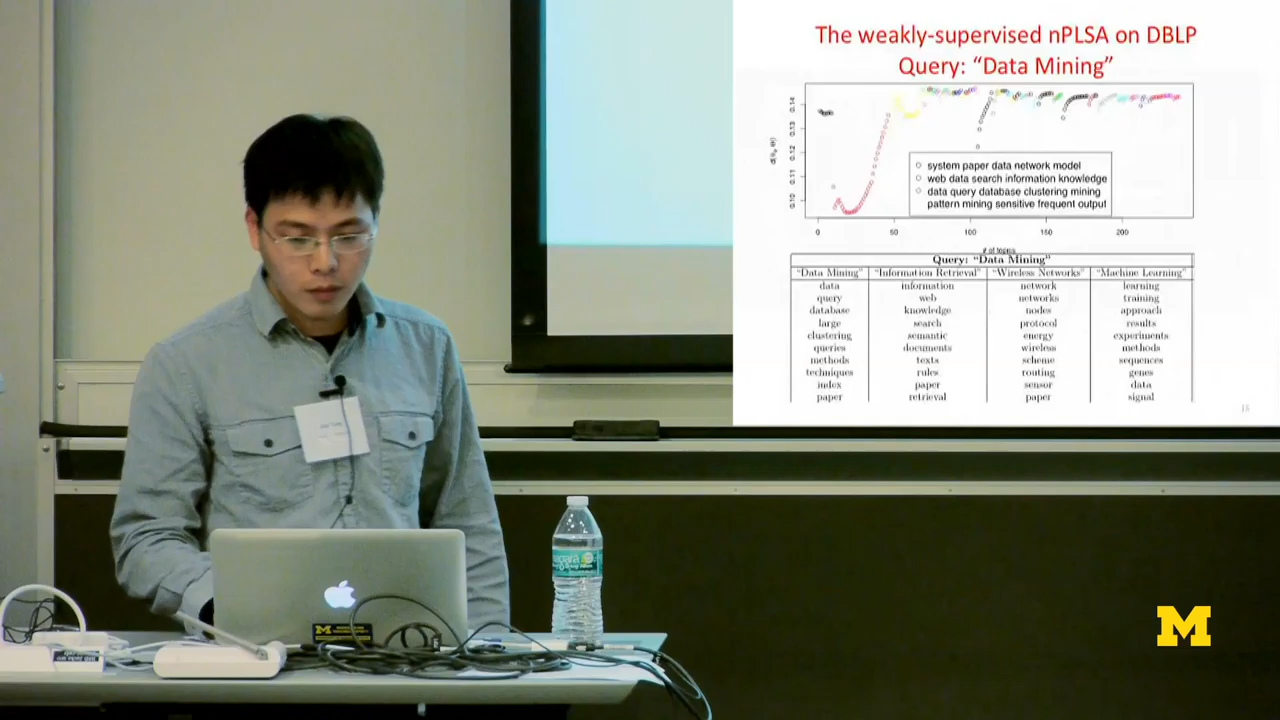 The weakly-supervised nPLSA on DBLP
Query: “Data Mining”
0.14
0.13
0.12
0.11
0.10
system paper data network model
web data search information knowledge
data query database clustering mining
pattern mining sensitive frequent output
0 50 100 150 200
# of topics
Query: “Data Mining”
“Data Mining” “Information Retrieval” “Wireless Networks” “Machine Learning”
data information network learning
query web networks training
database knowledge nodes approach
large search protocol results
clustering semantic energy experiments
queries documents wireless methods
methods texts scheme sequences
techniques rules routing genes
index paper sensor data
paper retrieval paper signal
18
M
M